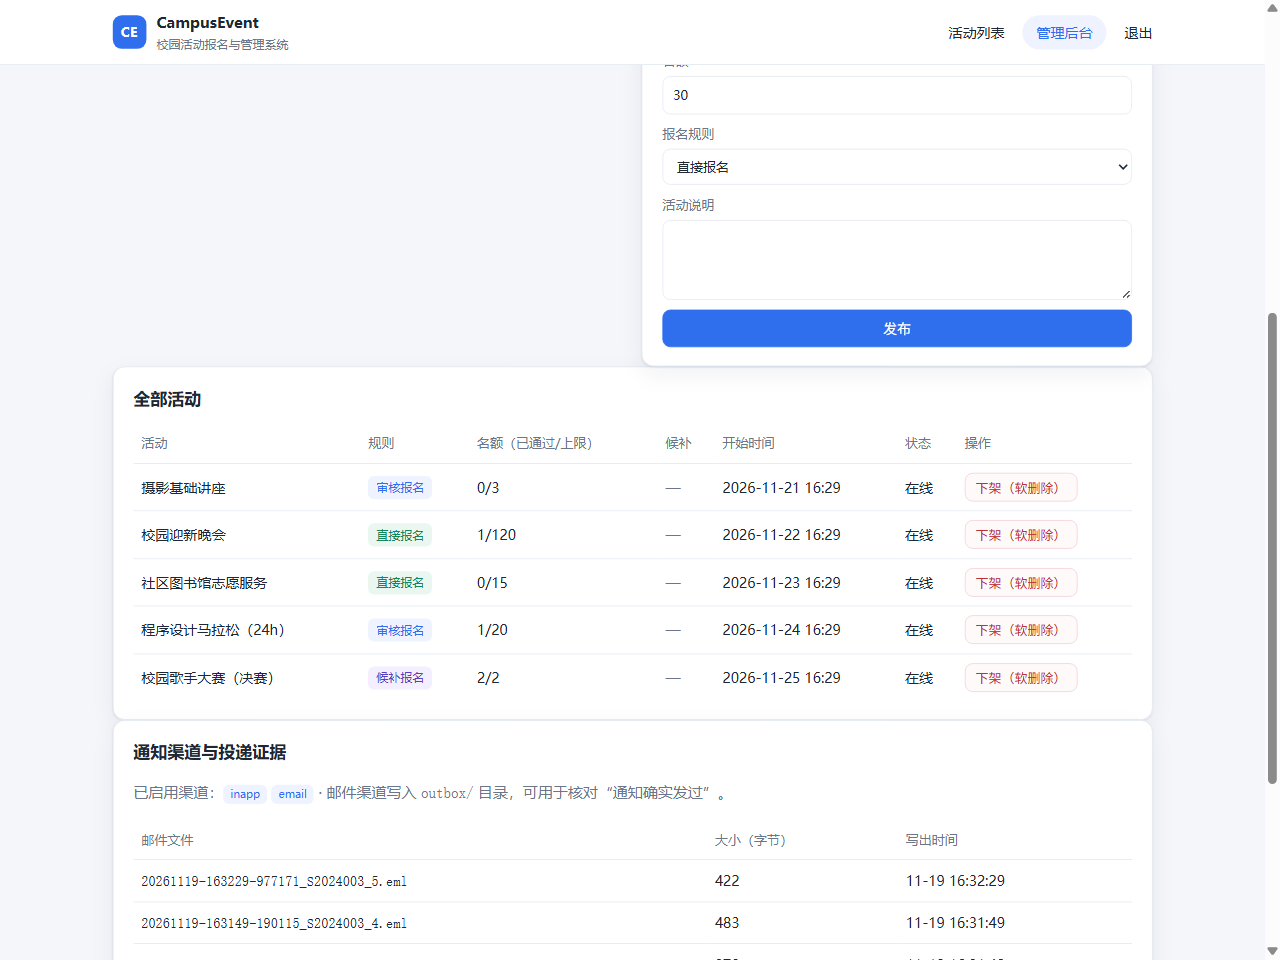 CE
CampusEvent
校园活动报名与管理系统
活动列表
管理后台
退出
30
报名规则
直接报名
活动说明
发布
全部活动
活动 规则 名额（已通过/上限） 候补 开始时间 状态 操作
摄影基础讲座 审核报名 0/3 — 2026-11-21 16:29 在线 下架（软删除）
校园迎新晚会 直接报名 1/120 — 2026-11-22 16:29 在线 下架（软删除）
社区图书馆志愿服务 直接报名 0/15 — 2026-11-23 16:29 在线 下架（软删除）
程序设计马拉松（24h） 审核报名 1/20 — 2026-11-24 16:29 在线 下架（软删除）
校园歌手大赛（决赛） 候补报名 2/2 — 2026-11-25 16:29 在线 下架（软删除）
通知渠道与投递证据
已启用渠道： inapp email · 邮件渠道写入 outbox/ 目录，可用于核对“通知确实发过”。
邮件文件 大小（字节） 写出时间
20261119-163229-977171_S2024003_5.eml 422 11-19 16:32:29
20261119-163149-190115_S2024003_4.eml 483 11-19 16:31:49